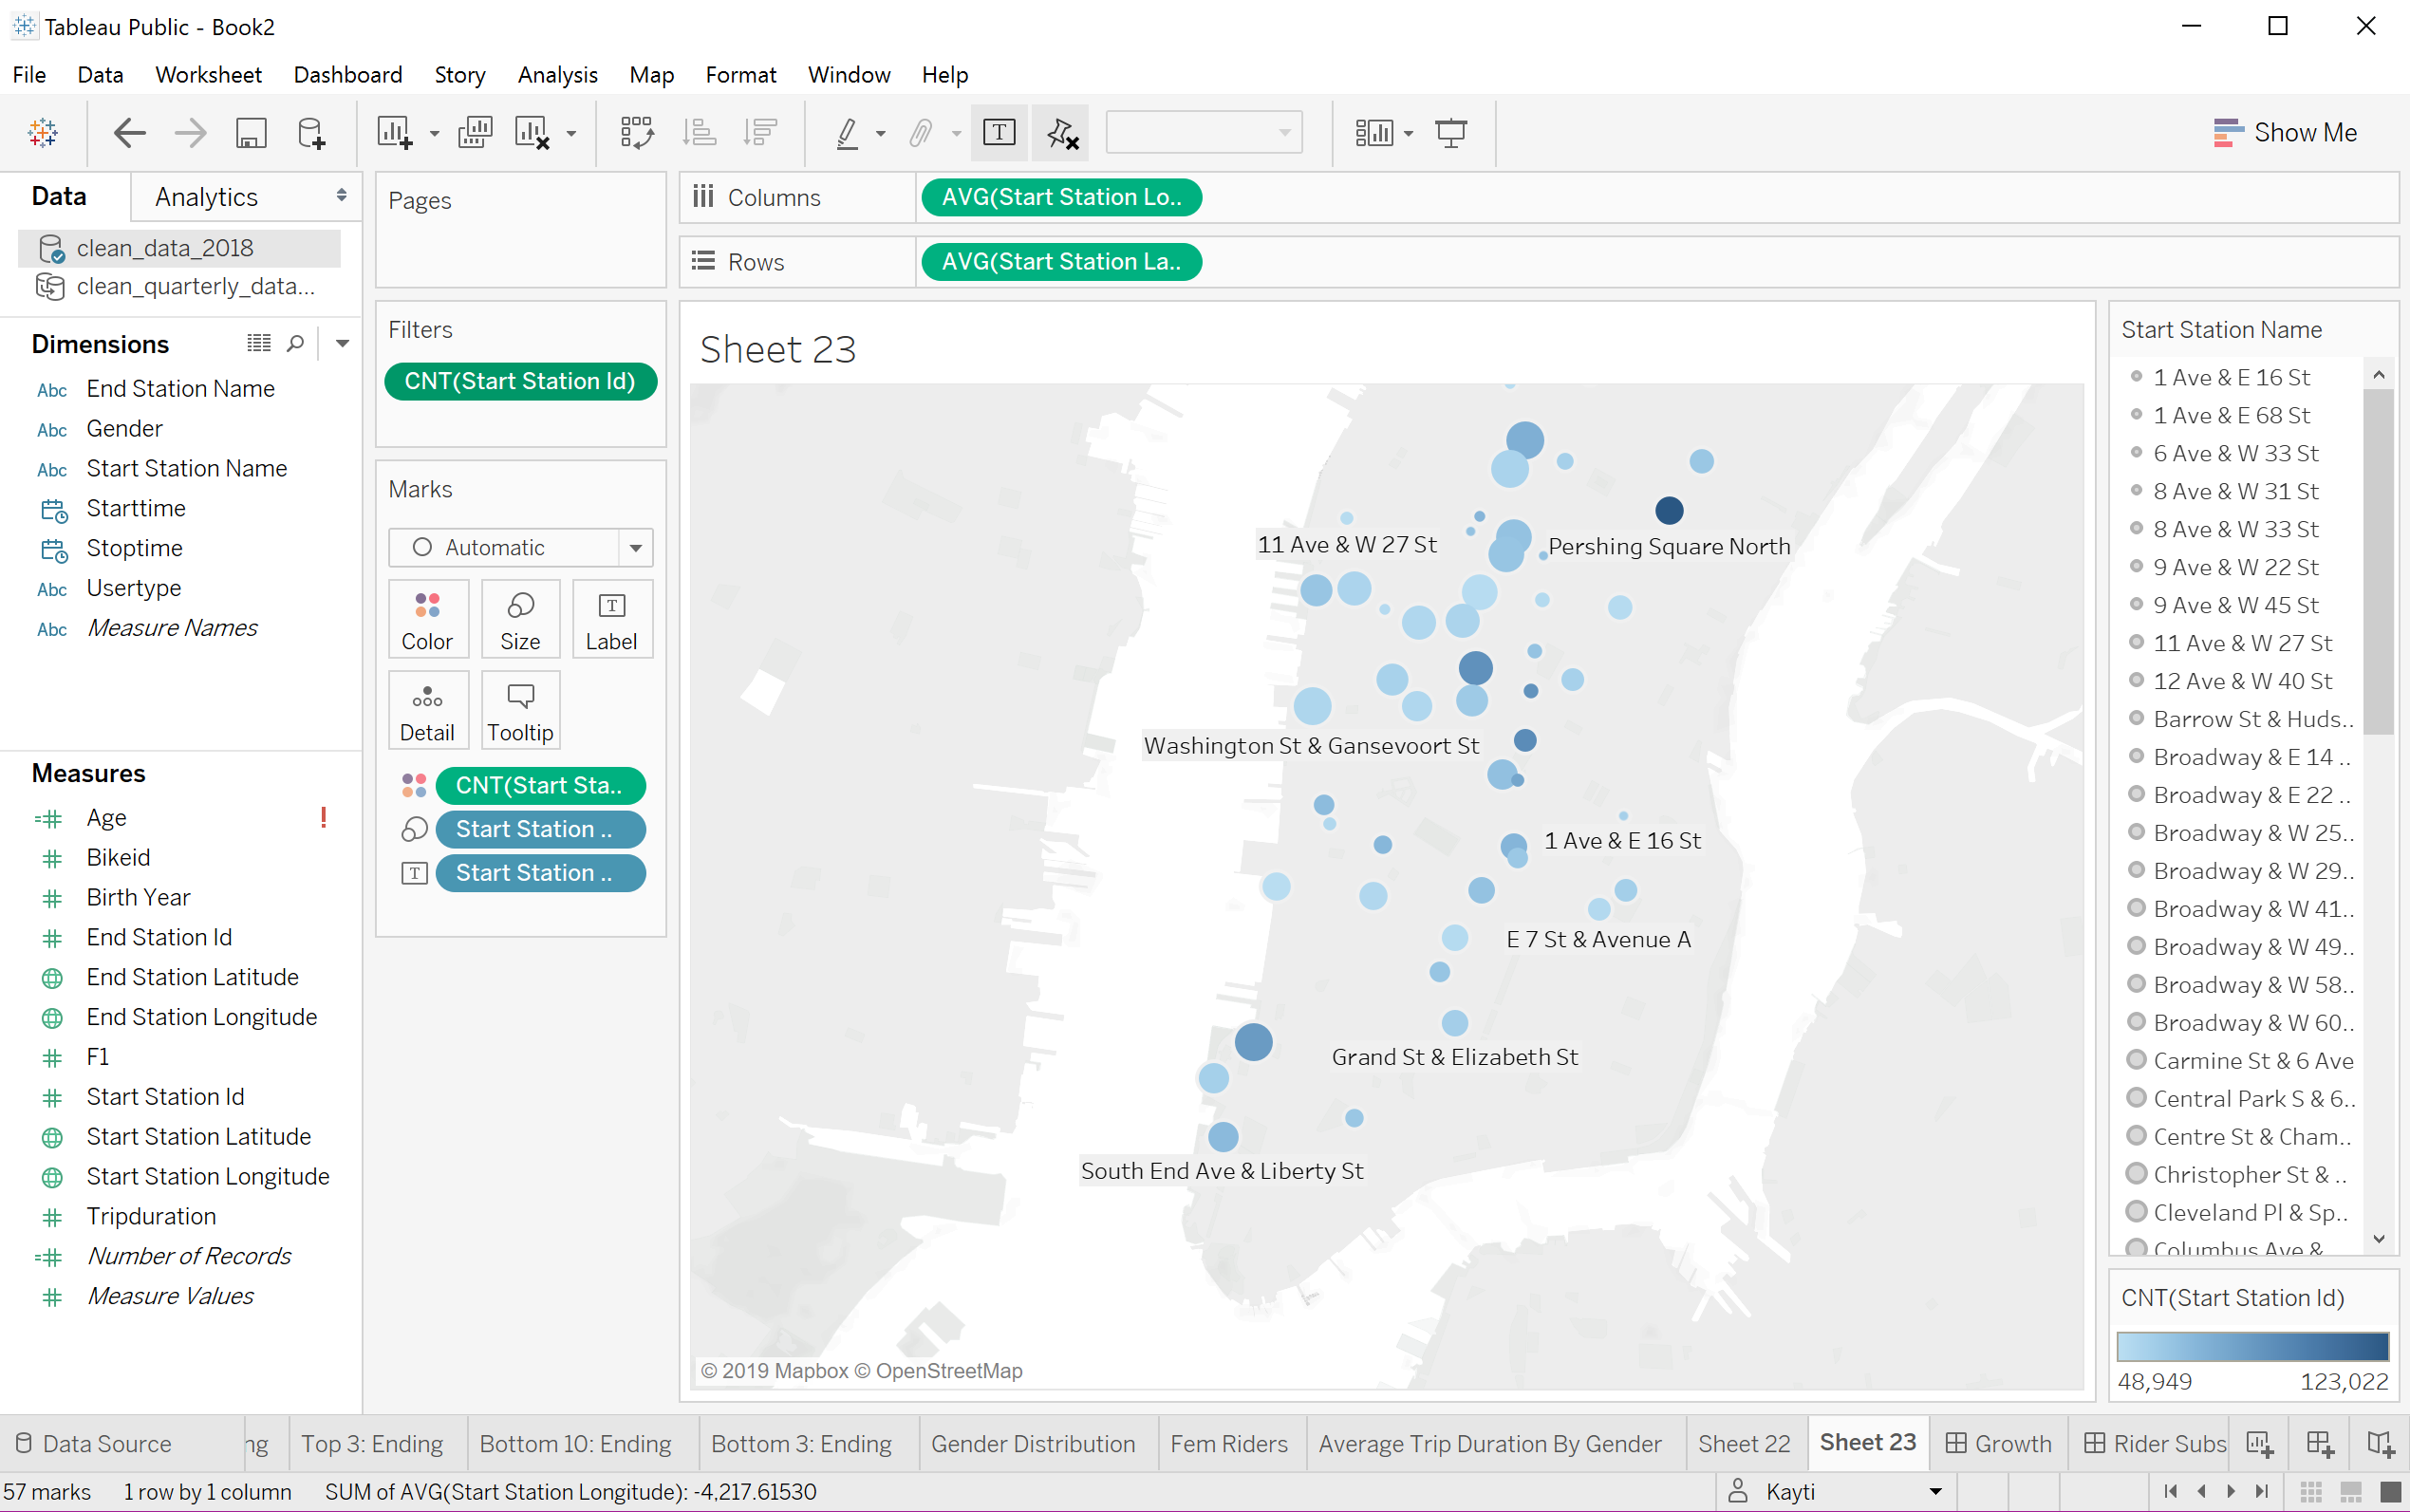 Tableau Public - Book2
File Data Worksheet Dashboard Story Analysis Map Format Window Help
Show Me
Data Analytics
clean_data_2018
clean_quarterly_data...
Dimensions
Abc End Station Name
Abc Gender
Abc Start Station Name
Starttime
Stoptime
Abc Usertype
Abc Measure Names
Measures
Age !
Bikeid
Birth Year
End Station Id
End Station Latitude
End Station Longitude
F1
Start Station Id
Start Station Latitude
Start Station Longitude
Tripduration
Number of Records
Measure Values
Pages
Filters
CNT(Start Station Id)
Marks
Automatic
Color Size Label
Detail Tooltip
CNT(Start Sta..
Start Station ..
Start Station ..
Columns AVG(Start Station Lo..
Rows AVG(Start Station La..
Sheet 23
11 Ave & W 27 St
Pershing Square North
Washington St & Gansevoort St
1 Ave & E 16 St
E 7 St & Avenue A
Grand St & Elizabeth St
South End Ave & Liberty St
© 2019 Mapbox © OpenStreetMap
Start Station Name
1 Ave & E 16 St
1 Ave & E 68 St
6 Ave & W 33 St
8 Ave & W 31 St
8 Ave & W 33 St
9 Ave & W 22 St
9 Ave & W 45 St
11 Ave & W 27 St
12 Ave & W 40 St
Barrow St & Huds..
Broadway & E 14 ..
Broadway & E 22 ..
Broadway & W 25..
Broadway & W 29..
Broadway & W 41..
Broadway & W 49..
Broadway & W 58..
Broadway & W 60..
Carmine St & 6 Ave
Central Park S & 6..
Centre St & Cham..
Christopher St & ..
Cleveland Pl & Sp..
Columbus Ave &
CNT(Start Station Id)
48,949 123,022
Data Source ng Top 3: Ending Bottom 10: Ending Bottom 3: Ending Gender Distribution Fem Riders Average Trip Duration By Gender Sheet 22 Sheet 23 Growth Rider Subs
57 marks 1 row by 1 column SUM of AVG(Start Station Longitude): -4,217.61530 Kayti